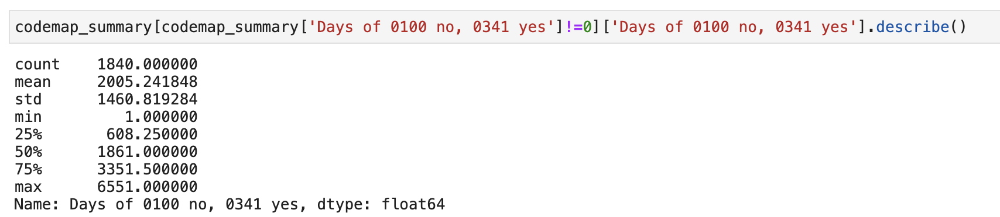 codemap_summary[codemap_summary['Days of 0100 no, 0341 yes']!=0]['Days of 0100 no, 0341 yes'].describe()
count    1840.000000
mean     2005.241848
std      1460.819284
min         1.000000
25%       608.250000
50%      1861.000000
75%      3351.500000
max      6551.000000
Name: Days of 0100 no, 0341 yes, dtype: float64